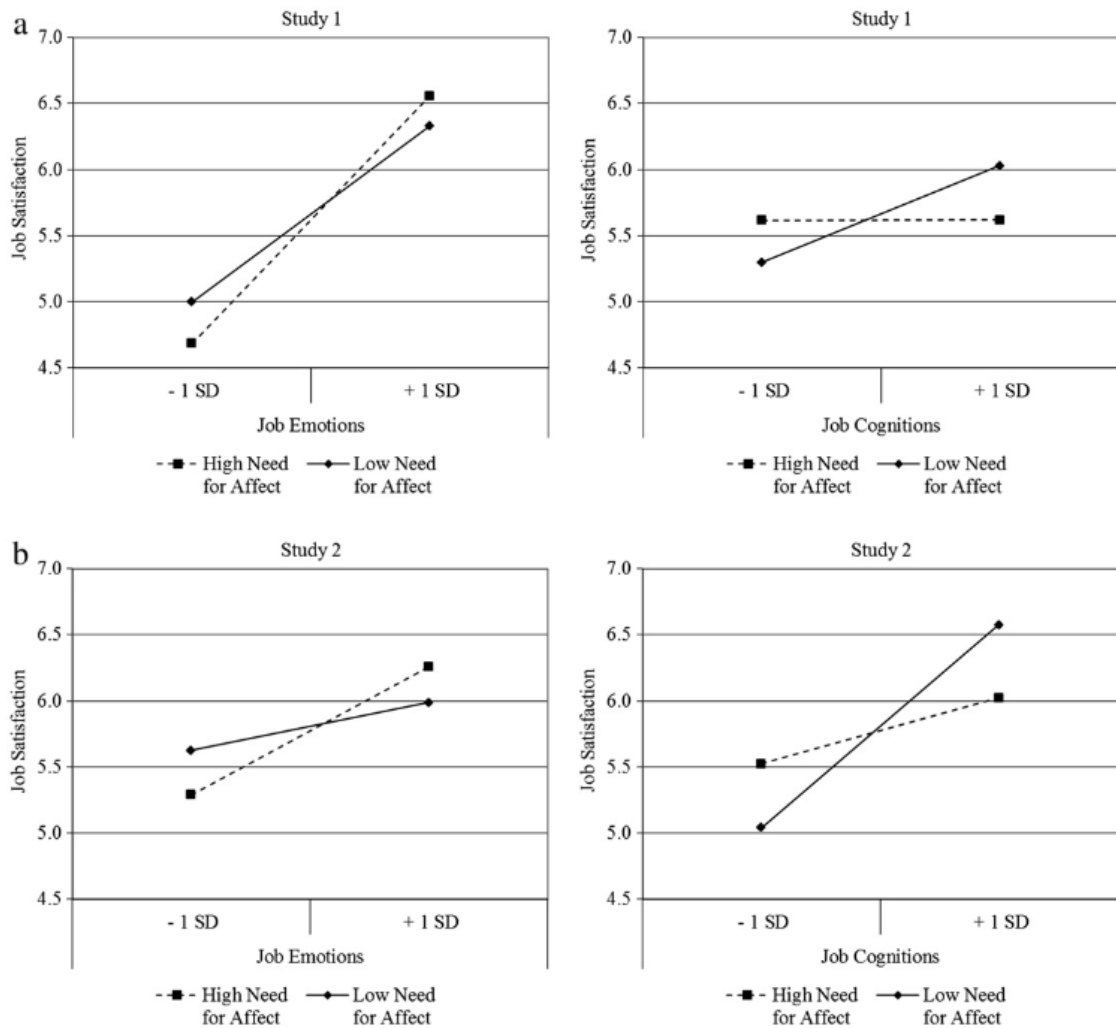 a
Study 1
7.0
6.5
6.0
5.5
5.0
4.5
Job Satisfaction
- 1 SD
+ 1 SD
Job Emotions
High Need for Affect
Low Need for Affect
Study 1
7.0
6.5
6.0
5.5
5.0
4.5
Job Satisfaction
- 1 SD
+ 1 SD
Job Cognitions
High Need for Affect
Low Need for Affect
b
Study 2
7.0
6.5
6.0
5.5
5.0
4.5
Job Satisfaction
- 1 SD
+ 1 SD
Job Emotions
High Need for Affect
Low Need for Affect
Study 2
7.0
6.5
6.0
5.5
5.0
4.5
Job Satisfaction
- 1 SD
+ 1 SD
Job Cognitions
High Need for Affect
Low Need for Affect